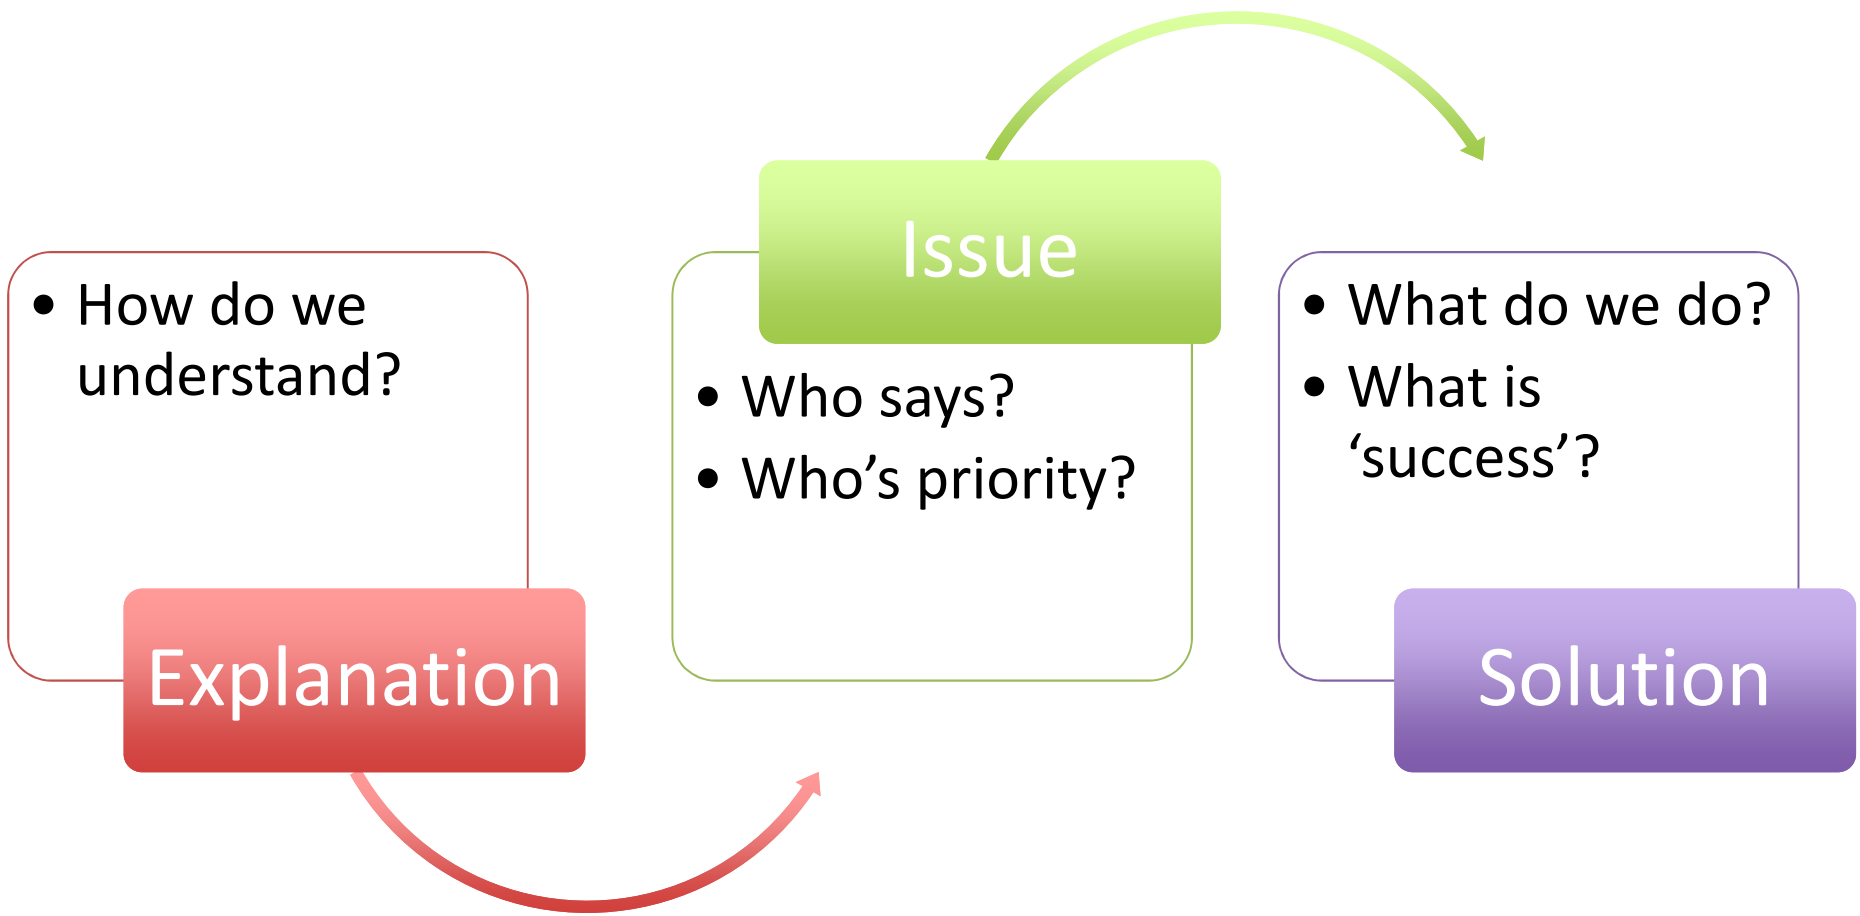 • How do we
understand?
Explanation
Issue
• Who says?
• Who’s priority?
• What do we do?
• What is
‘success’?
Solution